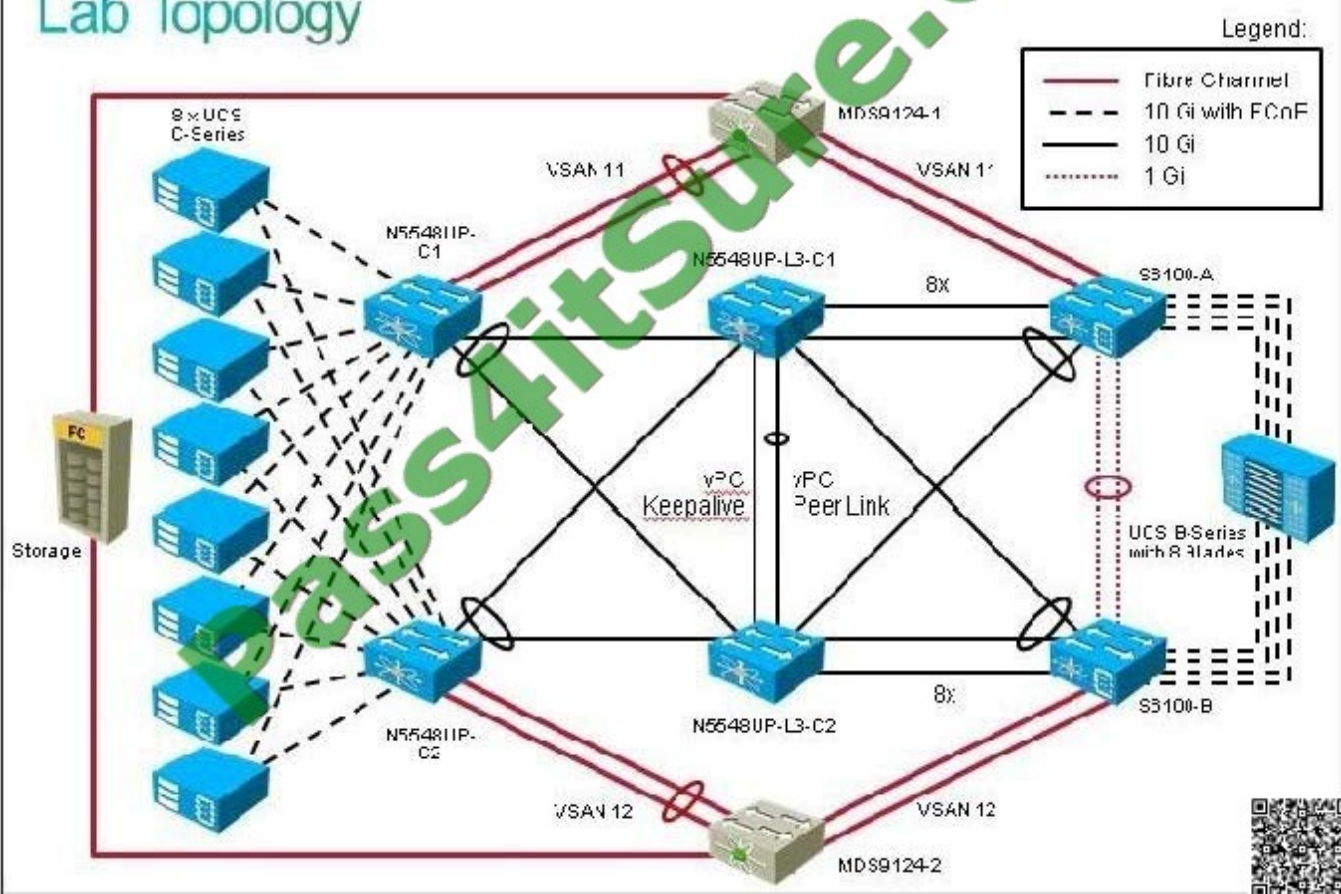 Lab Topology
Legend:
Fibre Channel
10 Gi with FCoE
10 Gi
1 Gi
8 x UCS
C-Series
MDS9124-1
VSAN 11
VSAN 11
N5548UP-
C1
N5548UP-L3-C1
8x
S6100-A
FC
Storage
vPC
Keepalive
vPC
Peer Link
UCS B-Series
with 8 Blades
N5548UP-
C2
N5548UP-L3-C2
8x
S6100-B
VSAN 12
VSAN 12
MDS9124-2
pass4itSure.